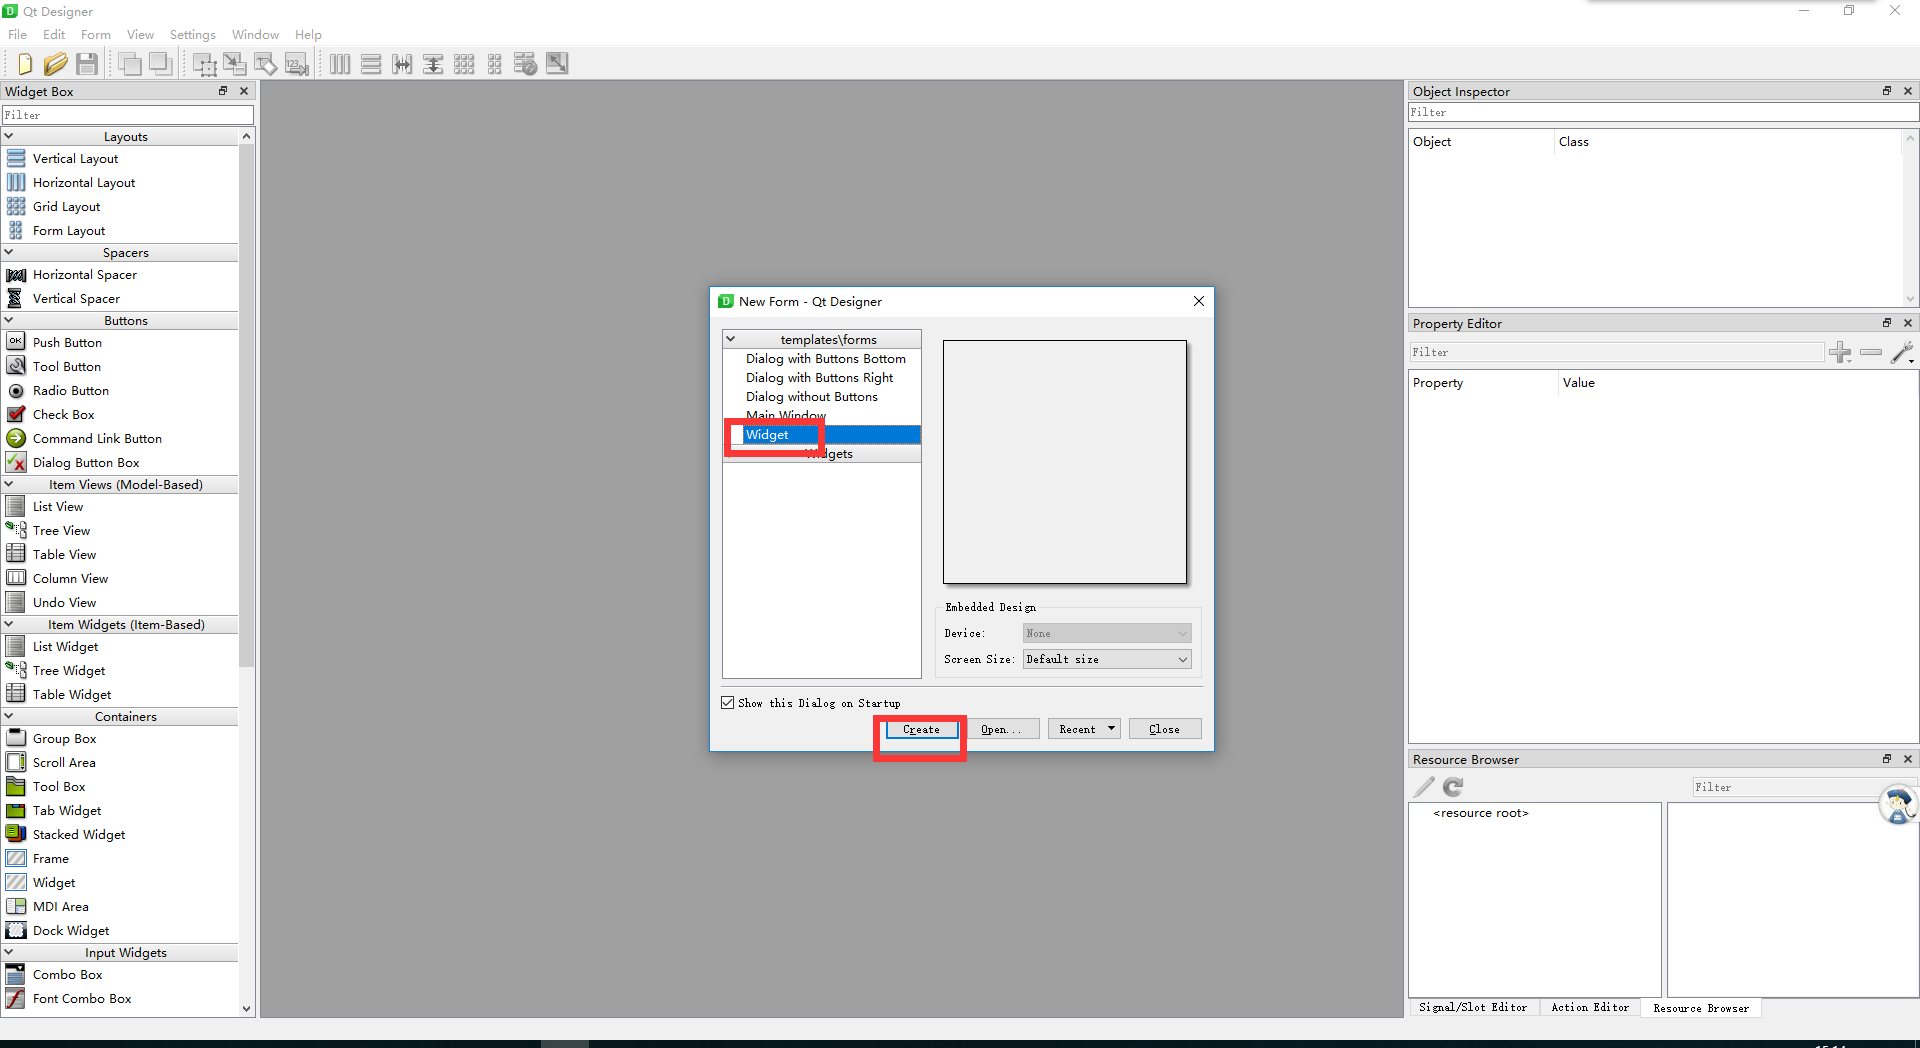 Qt Designer
File Edit Form View Settings Window Help
Widget Box
Filter
Layouts
Vertical Layout
Horizontal Layout
Grid Layout
Form Layout
Spacers
Horizontal Spacer
Vertical Spacer
Buttons
Push Button
Tool Button
Radio Button
Check Box
Command Link Button
Dialog Button Box
Item Views (Model-Based)
List View
Tree View
Table View
Column View
Undo View
Item Widgets (Item-Based)
List Widget
Tree Widget
Table Widget
Containers
Group Box
Scroll Area
Tool Box
Tab Widget
Stacked Widget
Frame
Widget
MDI Area
Dock Widget
Input Widgets
Combo Box
Font Combo Box
New Form - Qt Designer
templates\forms
Dialog with Buttons Bottom
Dialog with Buttons Right
Dialog without Buttons
Main Window
Widget
Widgets
Embedded Design
Device: None
Screen Size: Default size
Show this Dialog on Startup
Create Open... Recent Close
Object Inspector
Filter
Object Class
Property Editor
Filter
Property Value
Resource Browser
Filter
<resource root>
Signal/Slot Editor Action Editor Resource Browser